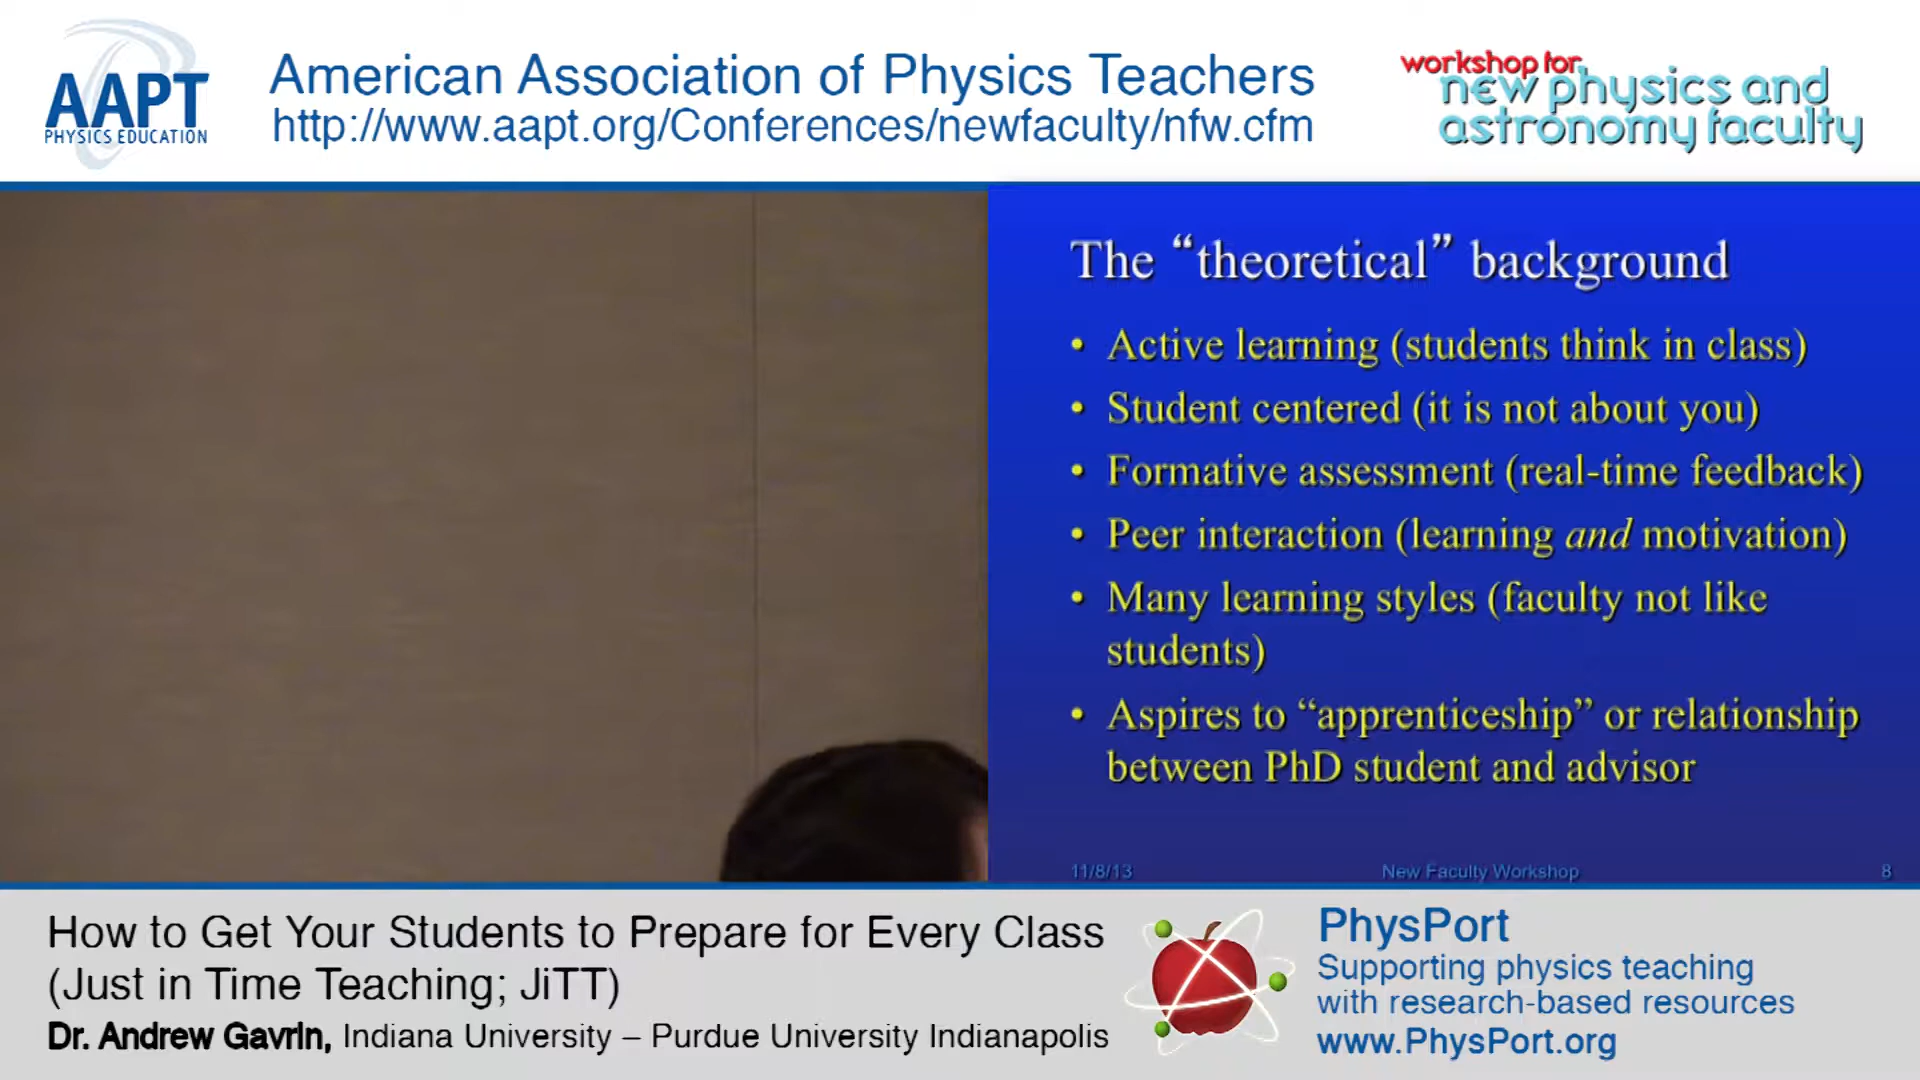 AAPT
PHYSICS EDUCATION
American Association of Physics Teachers
http://www.aapt.org/Conferences/newfaculty/nfw.cfm
workshop for
new physics and
astronomy faculty
The “theoretical” background
• Active learning (students think in class)
• Student centered (it is not about you)
• Formative assessment (real-time feedback)
• Peer interaction (learning and motivation)
• Many learning styles (faculty not like
students)
• Aspires to “apprenticeship” or relationship
between PhD student and advisor
11/8/13
New Faculty Workshop
8
How to Get Your Students to Prepare for Every Class
(Just in Time Teaching; JiTT)
Dr. Andrew Gavrin, Indiana University – Purdue University Indianapolis
PhysPort
Supporting physics teaching
with research-based resources
www.PhysPort.org